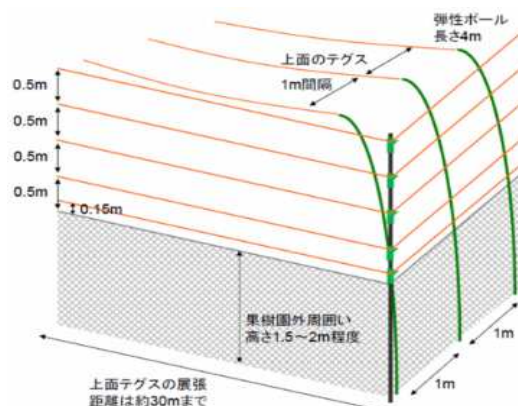 弾性ポール
長さ4m
上面のテグス
1m間隔
0.5m
0.5m
0.5m
0.5m
0.15m
果樹園外周囲い
高さ1.5～2m程度
1m
1m
上面テグスの展張
距離は約30mまで